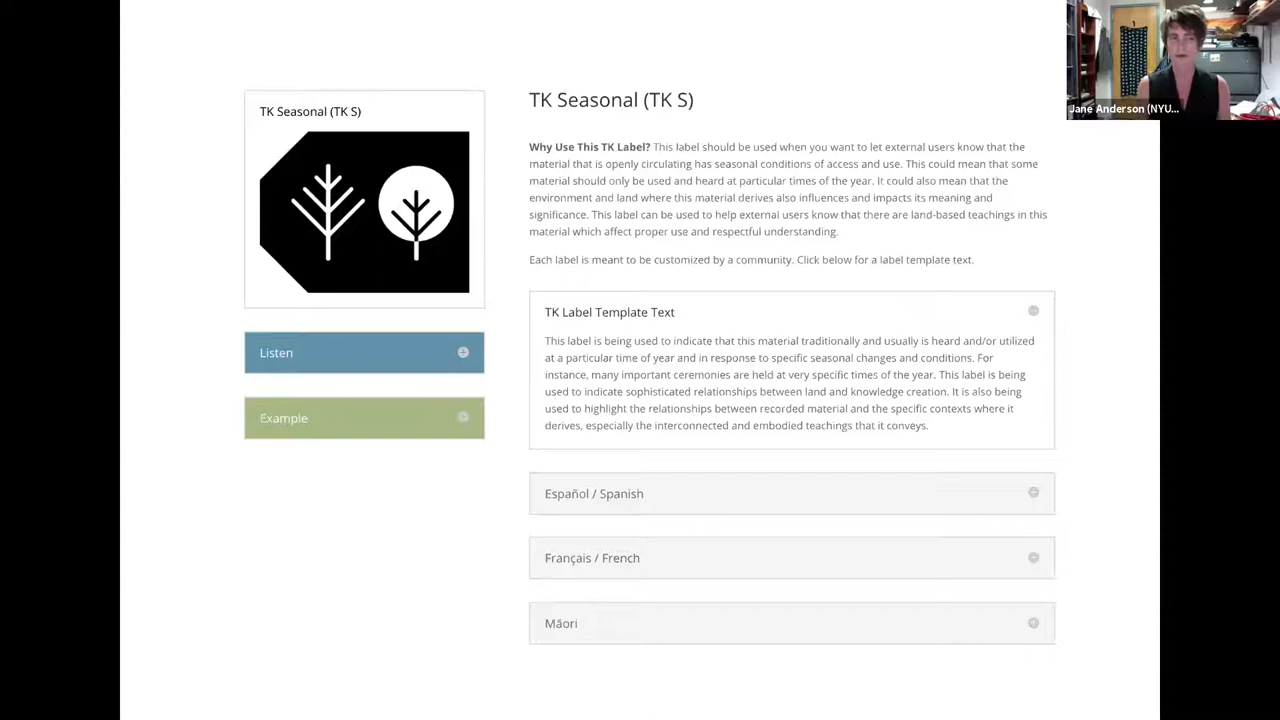 TK Seasonal (TK S)
Listen
Example
TK Seasonal (TK S)
Why Use This TK Label? This label should be used when you want to let external users know that the
material that is openly circulating has seasonal conditions of access and use. This could mean that some
material should only be used and heard at particular times of the year. It could also mean that the
environment and land where this material derives also influences and impacts its meaning and
significance. This label can be used to help external users know that there are land-based teachings in this
material which affect proper use and respectful understanding.
Each label is meant to be customized by a community. Click below for a label template text.
TK Label Template Text
This label is being used to indicate that this material traditionally and usually is heard and/or utilized
at a particular time of year and in response to specific seasonal changes and conditions. For
instance, many important ceremonies are held at very specific times of the year. This label is being
used to indicate sophisticated relationships between land and knowledge creation. It is also being
used to highlight the relationships between recorded material and the specific contexts where it
derives, especially the interconnected and embodied teachings that it conveys.
Español / Spanish
Français / French
Māori
Jane Anderson (NYU...